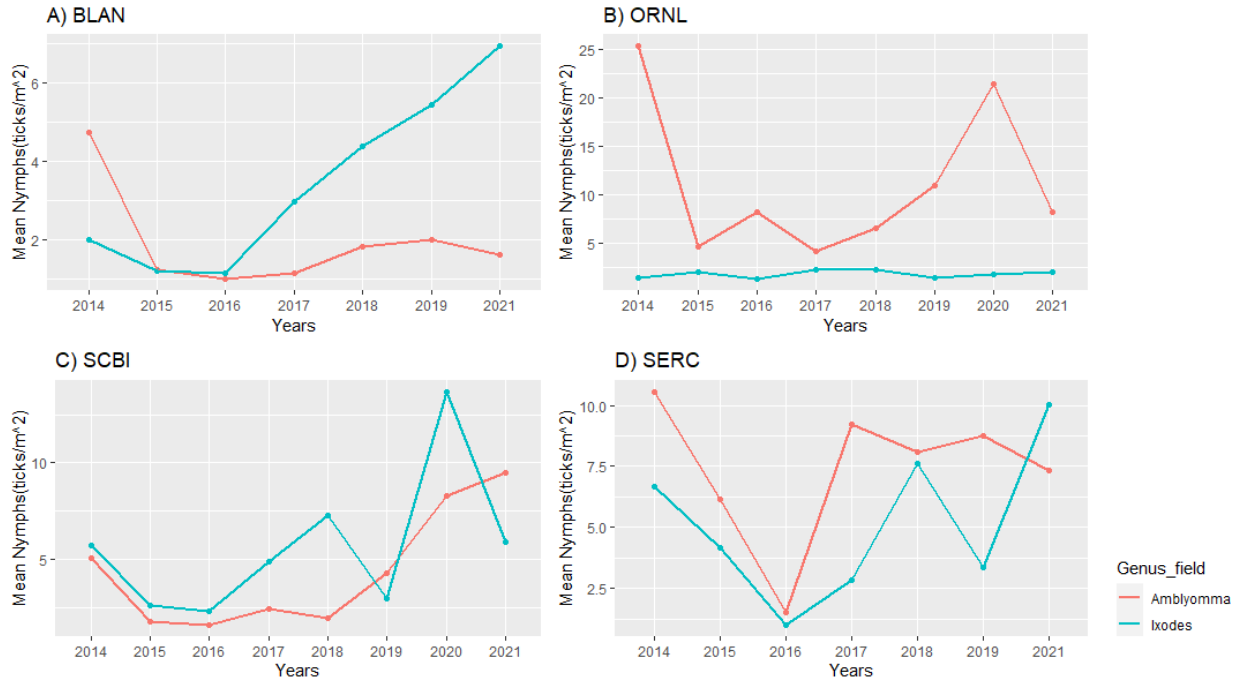 A) BLAN
Mean Nymphs(ticks/m^2)
6
4
2
2014 2015 2016 2017 2018 2019 2021
Years
B) ORNL
Mean Nymphs(ticks/m^2)
25
20
15
10
5
2014 2015 2016 2017 2018 2019 2020 2021
Years
C) SCBI
Mean Nymphs(ticks/m^2)
10
5
2014 2015 2016 2017 2018 2019 2020 2021
Years
D) SERC
Mean Nymphs(ticks/m^2)
10.0
7.5
5.0
2.5
2014 2015 2016 2017 2018 2019 2021
Years
Genus_field
Amblyomma
Ixodes